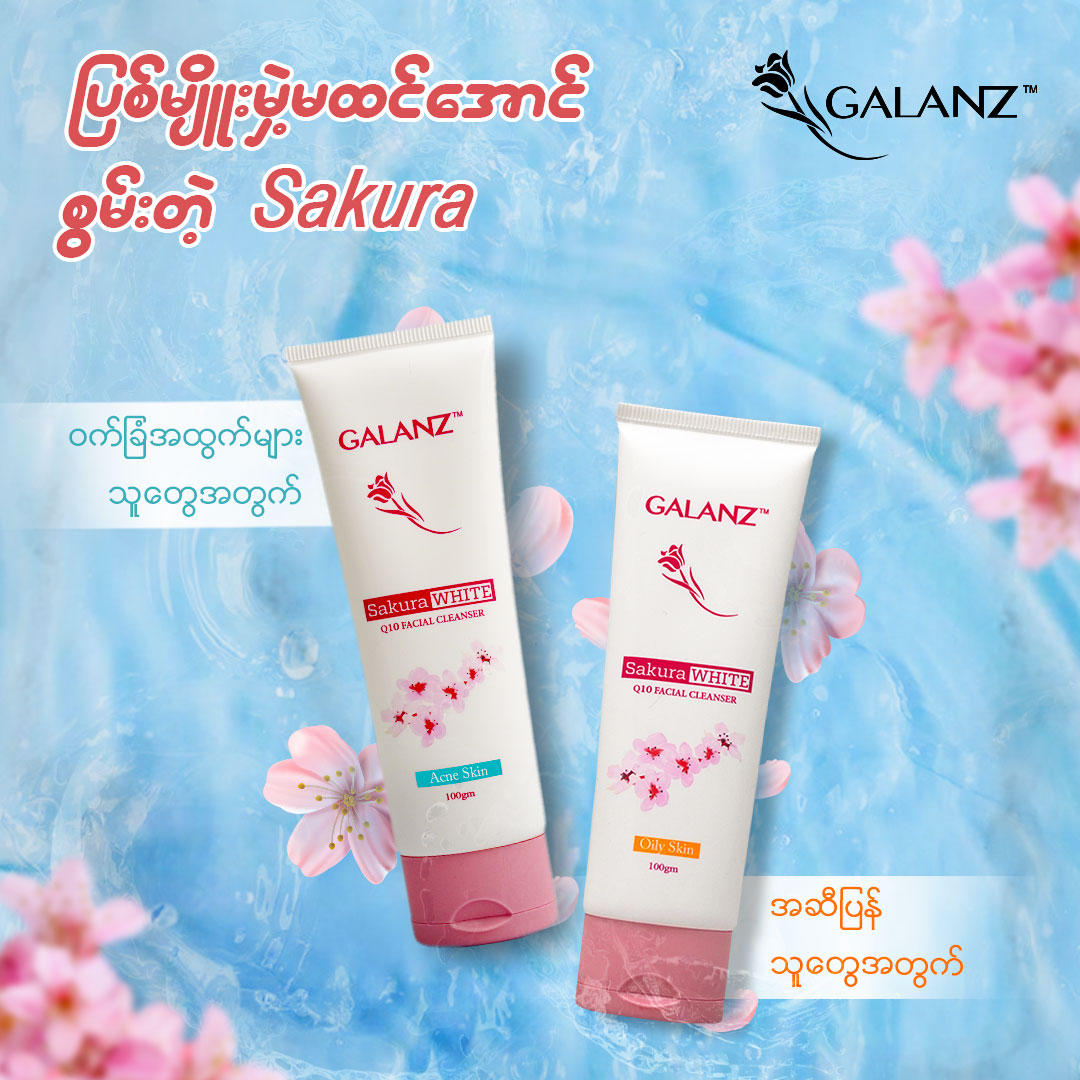 ပြစ်မျိုးမှဲ့မထင်အောင်
စွမ်းတဲ့ Sakura
GALANZ™
ဝက်ခြံအထွက်များ
သူတွေအတွက်
GALANZ™
Sakura WHITE
Q10 FACIAL CLEANSER
Acne Skin
100gm
GALANZ™
Sakura WHITE
Q10 FACIAL CLEANSER
Oily Skin
100gm
အဆီပြန်
သူတွေအတွက်